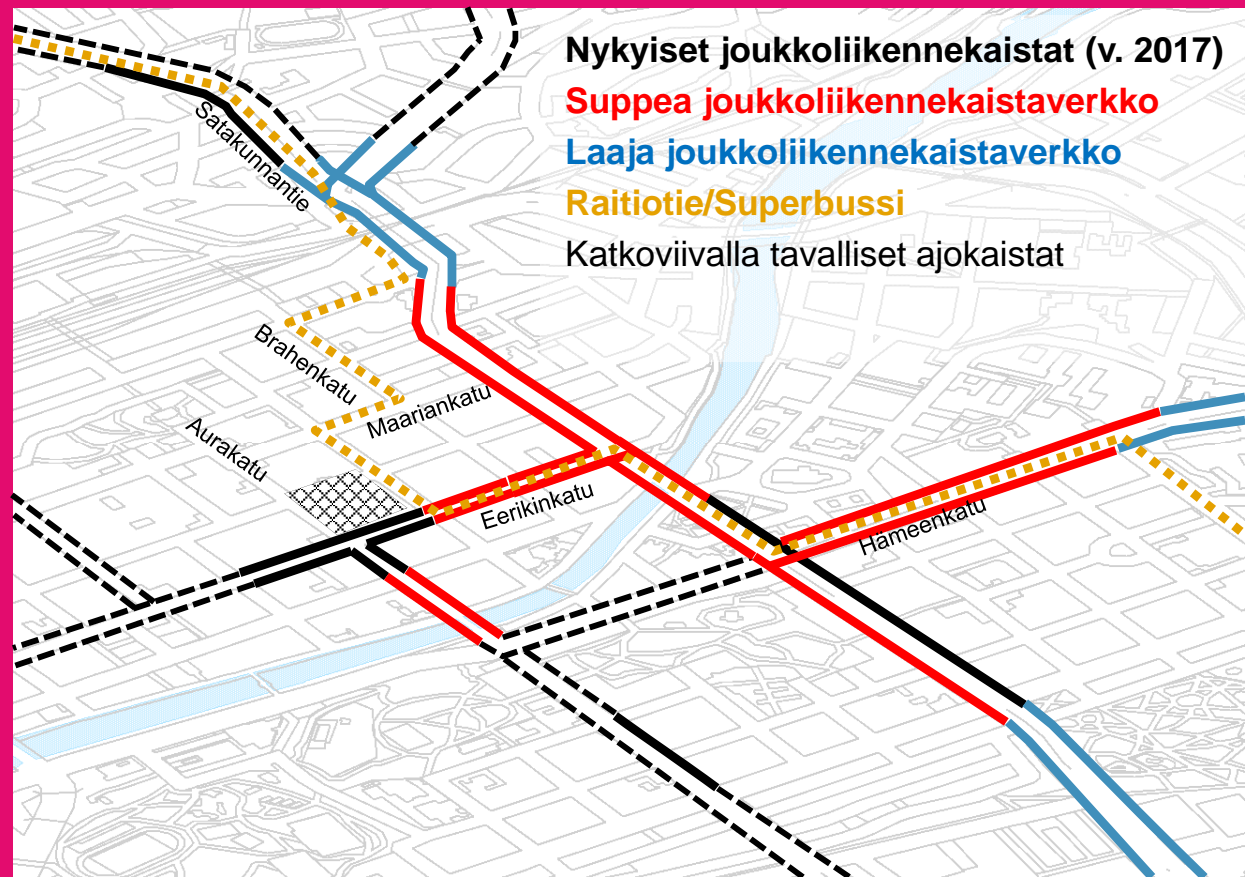 Nykyiset joukkoliikennekaistat (v. 2017)
Suppea joukkoliikennekaistaverkko
Laaja joukkoliikennekaistaverkko
Raitiotie/Superbussi
Katkoviivalla tavalliset ajokaistat
Satakunnantie
Brahenkatu
Maariankatu
Aurakatu
Eerikinkatu
Hämeenkatu